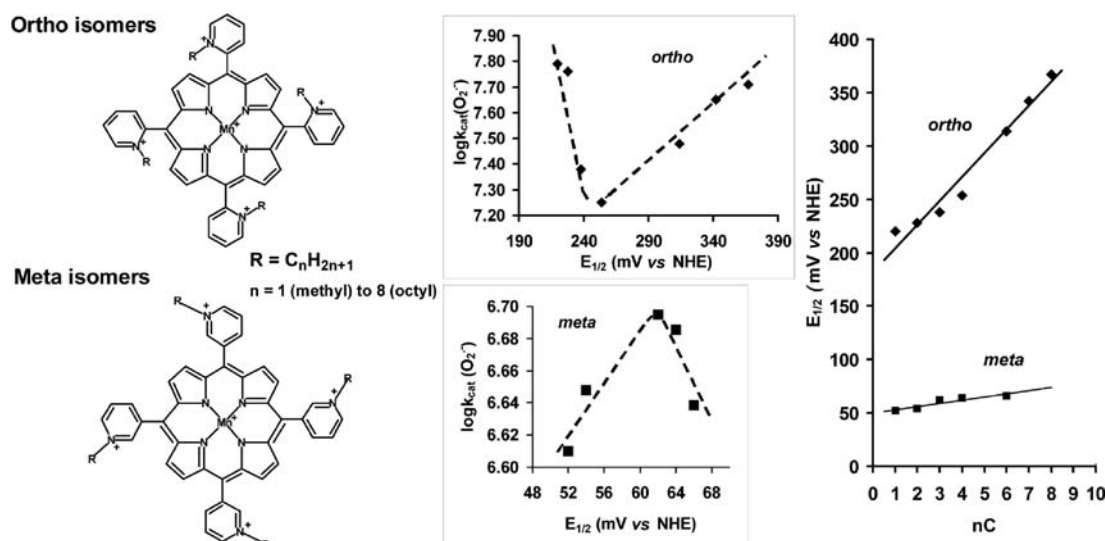 Ortho isomers
R
N
+
R
N
+
N
N
Mn+
N
N
N
+
R
R
N
+
Meta isomers
R = CnH2n+1
n = 1 (methyl) to 8 (octyl)
R
N
+
R
N
+
N
N
Mn+
N
N
N
+
R
N
+
7.90
7.80
7.70
7.60
7.50
7.40
7.30
7.20
logkcat(O2-)
ortho
190 240 290 340 390
E1/2 (mV vs NHE)
6.70
6.68
6.66
6.64
6.62
6.60
logkcat (O2-)
meta
48 52 56 60 64 68
E1/2 (mV vs NHE)
400
350
300
250
200
150
100
50
0
E1/2 (mV vs NHE)
ortho
meta
0 1 2 3 4 5 6 7 8 9 10
nC